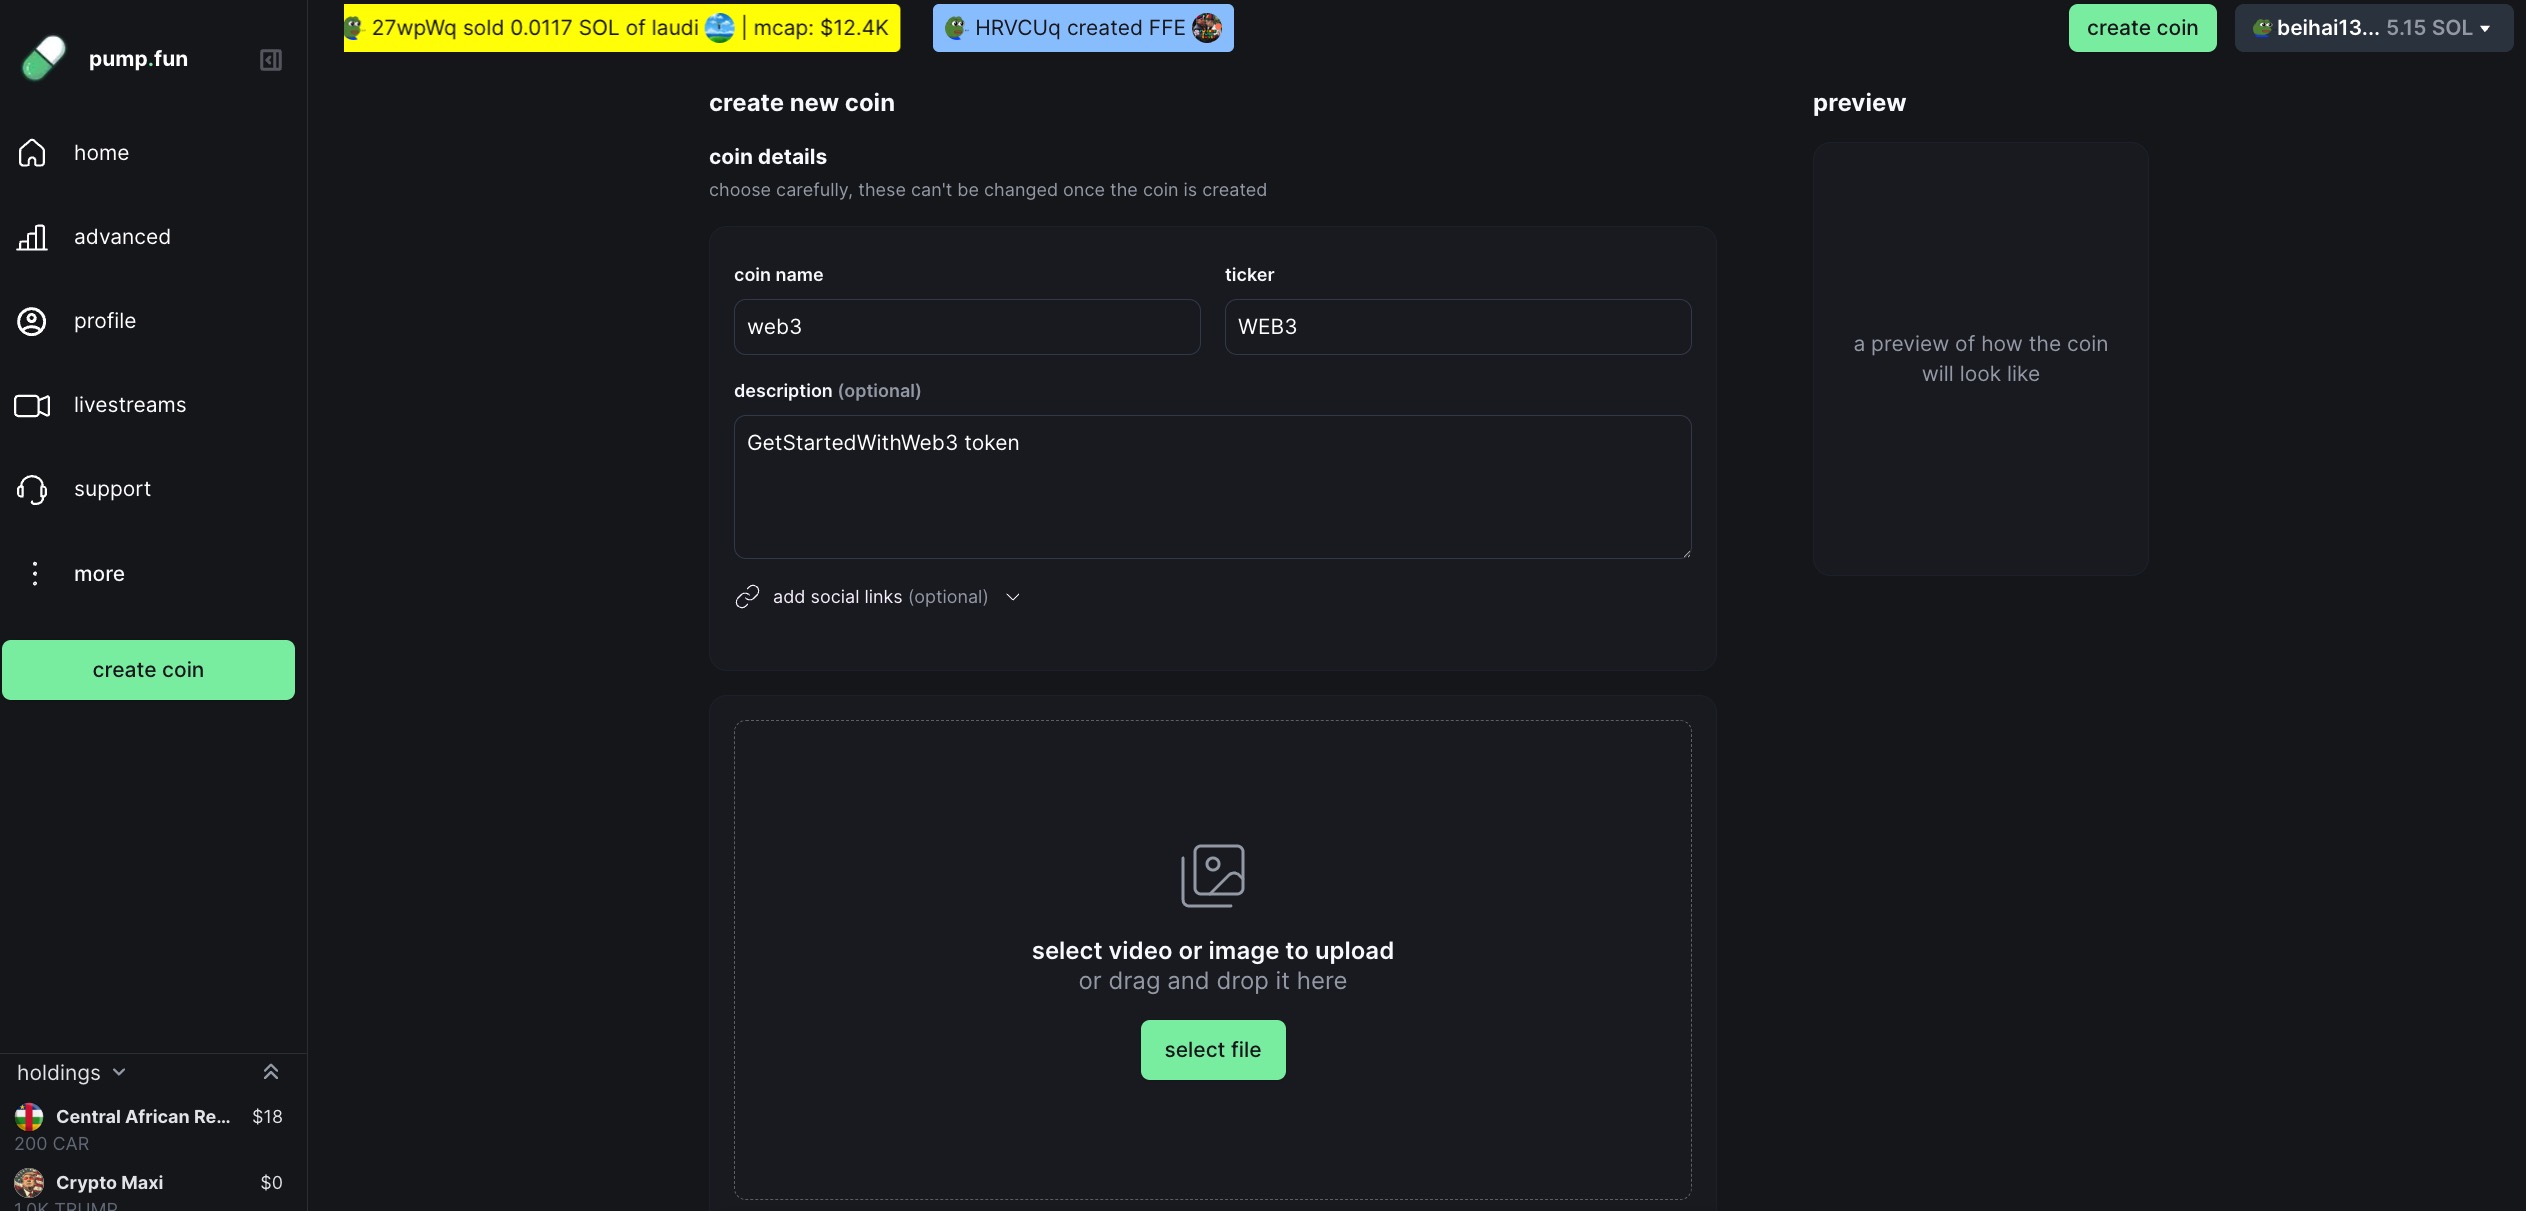 27wpWq sold 0.0117 SOL of laudi | mcap: $12.4K
HRVCUq created FFE
create coin
beihai13... 5.15 SOL
pump.fun
home
advanced
profile
livestreams
support
more
create coin
holdings
Central African Re... $18
200 CAR
Crypto Maxi $0
1.0K TRUMP
create new coin
coin details
choose carefully, these can't be changed once the coin is created
coin name
web3
ticker
WEB3
description (optional)
GetStartedWithWeb3 token
add social links (optional)
select video or image to upload
or drag and drop it here
select file
preview
a preview of how the coin
will look like